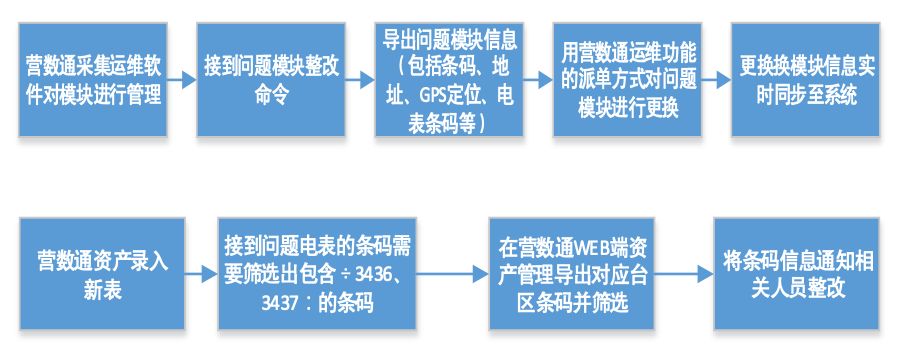 营数通采集运维软
件对模块进行管理
接到问题模块整改
命令
导出问题模块信息
（包括条码、地
址、GPS定位、电
表条码等）
用营数通运维功能
的派单方式对问题
模块进行更换
更换换模块信息实
时同步至系统
营数通资产录入
新表
接到问题电表的条码需
要筛选出包含÷3436、
3437：的条码
在营数通WEB端资
产管理导出对应台
区条码并筛选
将条码信息通知相
关人员整改